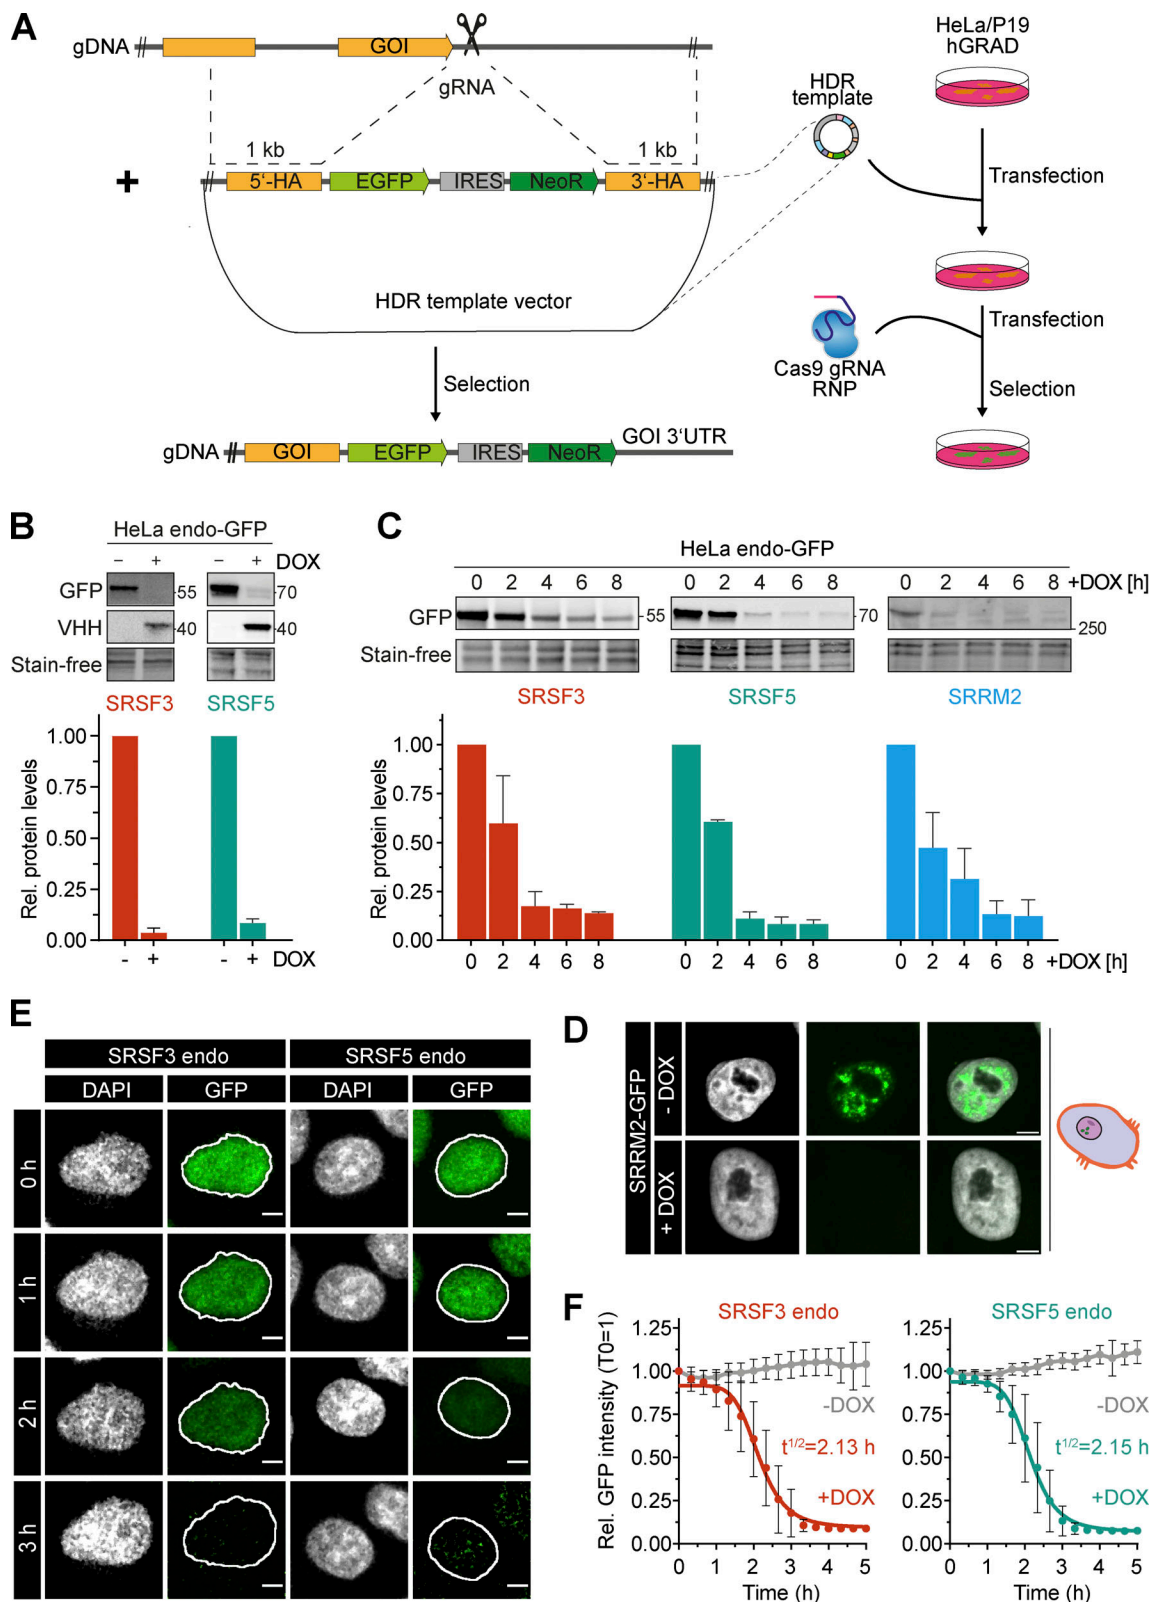 A
gDNA
GOI
gRNA
1 kb
1 kb
+
5'-HA
EGFP
IRES
NeoR
3'-HA
HDR template vector
Selection
gDNA
GOI
EGFP
IRES
NeoR
GOI 3'UTR
HDR
template
HeLa/P19
hGRAD
Transfection
Transfection
Cas9 gRNA
RNP
Selection
B
HeLa endo-GFP
– + – + DOX
GFP
55
70
VHH
40
40
Stain-free
SRSF3
SRSF5
Rel. protein levels
1.00
0.75
0.50
0.25
0.00
- + - + DOX
C
HeLa endo-GFP
0 2 4 6 8
0 2 4 6 8
0 2 4 6 8 +DOX [h]
GFP
55
70
250
Stain-free
SRSF3
SRSF5
SRRM2
Rel. protein levels
1.00
0.75
0.50
0.25
0.00
0 2 4 6 8
0 2 4 6 8
0 2 4 6 8 +DOX [h]
E
SRSF3 endo
SRSF5 endo
DAPI
GFP
DAPI
GFP
0 h
1 h
2 h
3 h
D
SRRM2-GFP
- DOX
+ DOX
F
SRSF3 endo
Rel. GFP intensity (T0=1)
1.25
1.00
0.75
0.50
0.25
0.00
-DOX
t1/2=2.13 h
+DOX
0 1 2 3 4 5
Time (h)
SRSF5 endo
1.25
1.00
0.75
0.50
0.25
0.00
-DOX
t1/2=2.15 h
+DOX
0 1 2 3 4 5
Time (h)